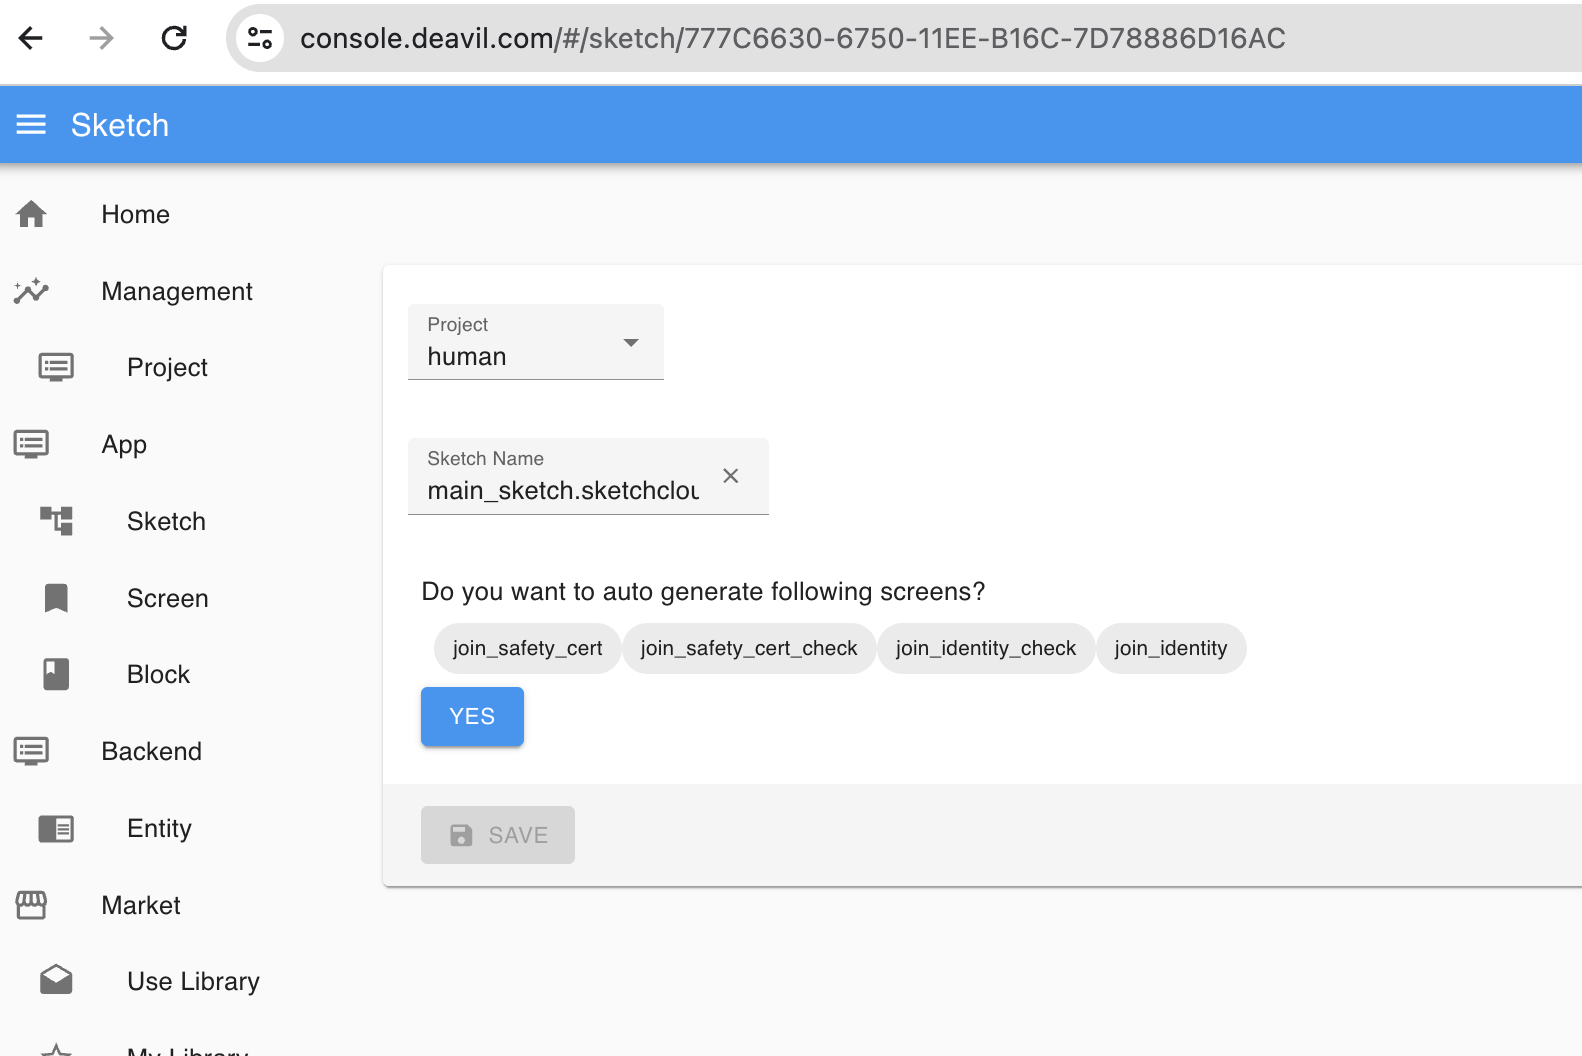 console.deavil.com/#/sketch/777C6630-6750-11EE-B16C-7D78886D16AC
Sketch
Home
Management
Project
App
Sketch
Screen
Block
Backend
Entity
Market
Use Library
My Library
Project
human
Sketch Name
main_sketch.sketchclou
Do you want to auto generate following screens?
join_safety_cert join_safety_cert_check join_identity_check join_identity
YES
SAVE